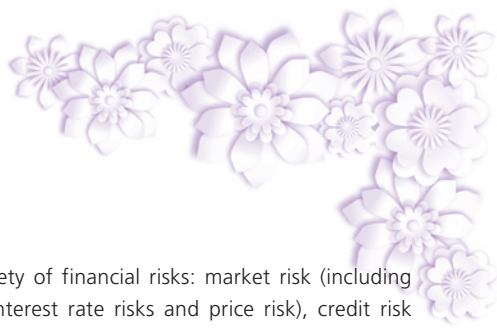 ety of financial risks: market risk (including
nterest rate risks and price risk), credit risk